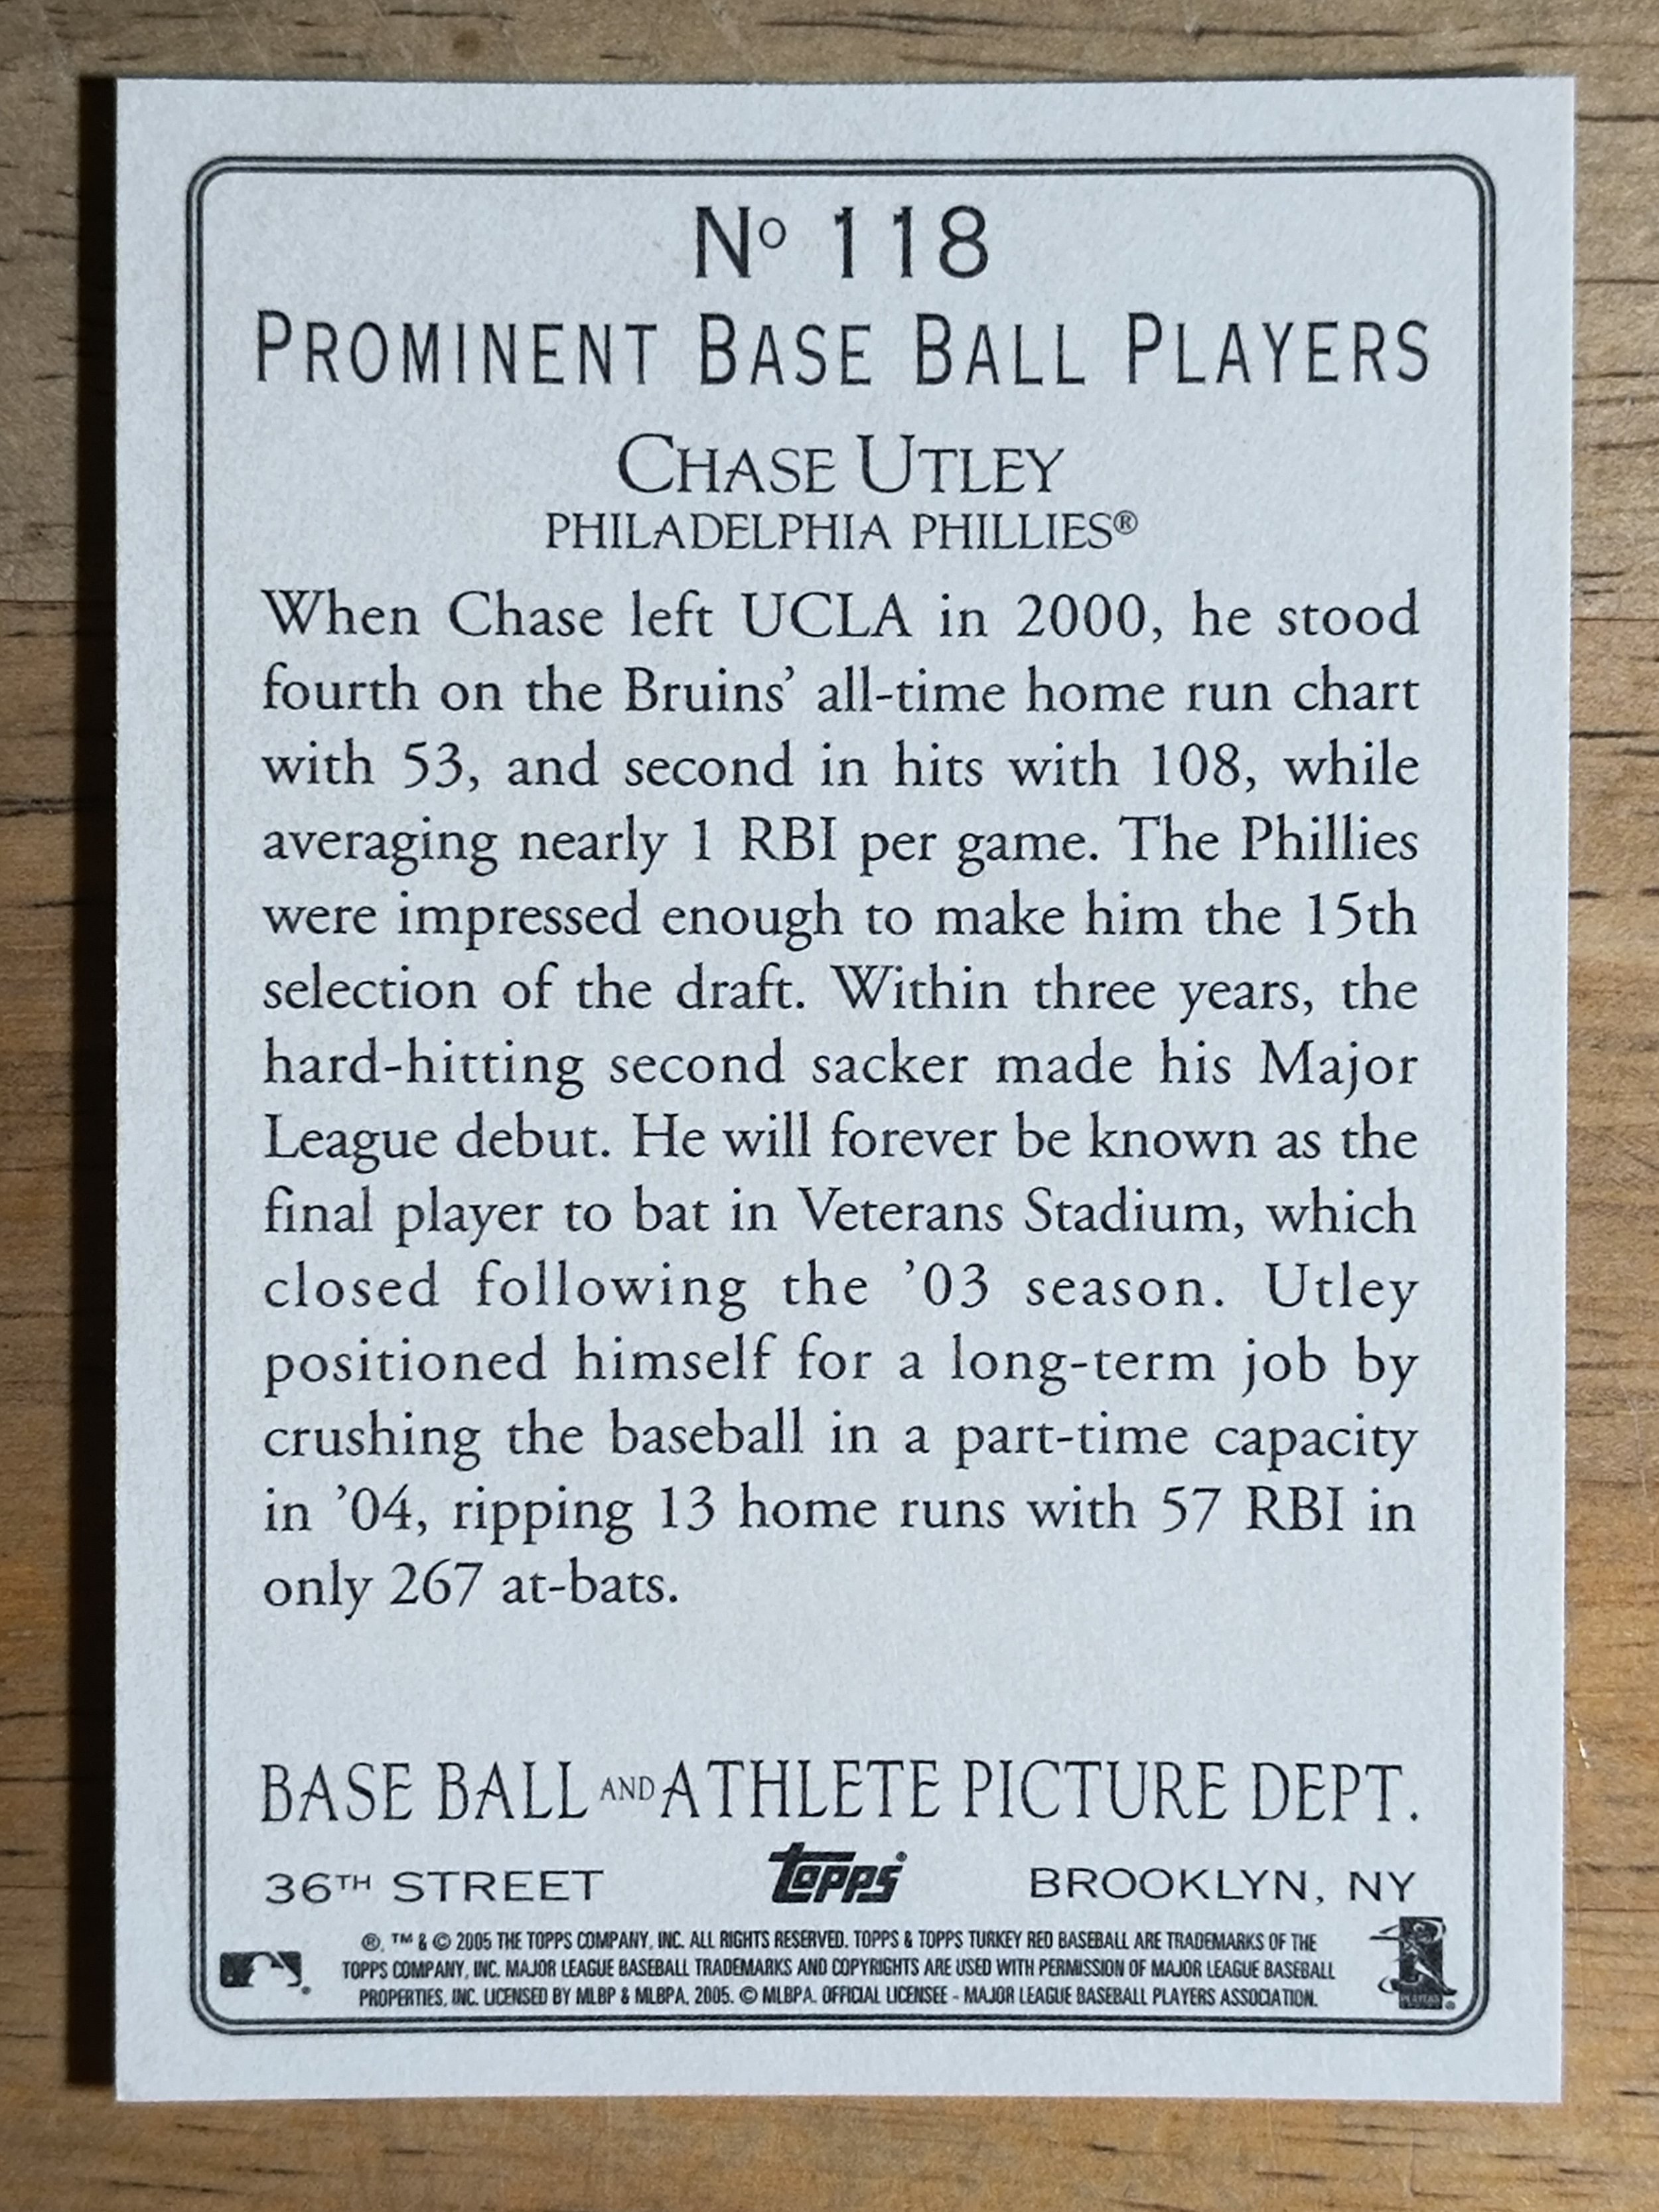 Nº 118
PROMINENT BASE BALL PLAYERS
CHASE UTLEY
PHILADELPHIA PHILLIES®
When Chase left UCLA in 2000, he stood
fourth on the Bruins' all-time home run chart
with 53, and second in hits with 108, while
averaging nearly 1 RBI per game. The Phillies
were impressed enough to make him the 15th
selection of the draft. Within three years, the
hard-hitting second sacker made his Major
League debut. He will forever be known as the
final player to bat in Veterans Stadium, which
closed following the '03 season. Utley
positioned himself for a long-term job by
crushing the baseball in a part-time capacity
in '04, ripping 13 home runs with 57 RBI in
only 267 at-bats.
BASE BALL AND ATHLETE PICTURE DEPT.
36TH STREET topps® BROOKLYN, NY
®, ™ & © 2005 THE TOPPS COMPANY, INC. ALL RIGHTS RESERVED. TOPPS & TOPPS TURKEY RED BASEBALL ARE TRADEMARKS OF THE
TOPPS COMPANY, INC. MAJOR LEAGUE BASEBALL TRADEMARKS AND COPYRIGHTS ARE USED WITH PERMISSION OF MAJOR LEAGUE BASEBALL
PROPERTIES, INC. LICENSED BY MLBP & MLBPA, 2005. © MLBPA. OFFICIAL LICENSEE - MAJOR LEAGUE BASEBALL PLAYERS ASSOCIATION.